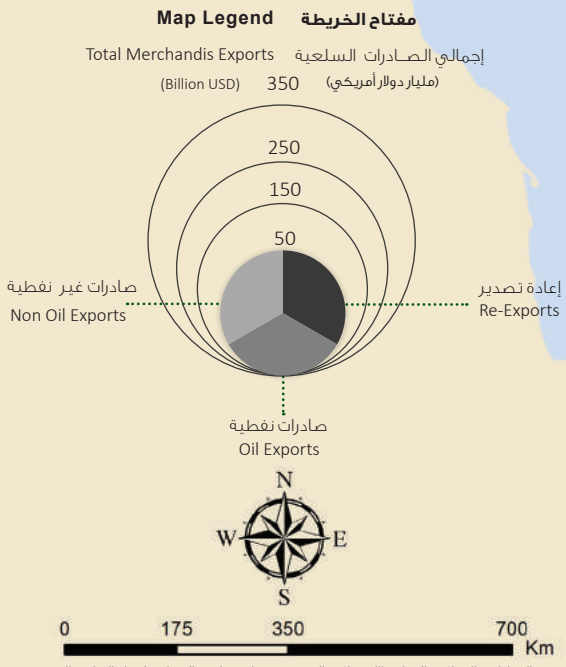 Map Legend مفتاح الخريطة
Total Merchandis Exports إجمالي الصادرات السلعية
(Billion USD) 350 (مليار دولار أمريكي)
250
150
50
صادرات غير نفطية
Non Oil Exports
إعادة تصدير
Re-Exports
صادرات نفطية
Oil Exports
N
W E
S
0 175 350 700
Km